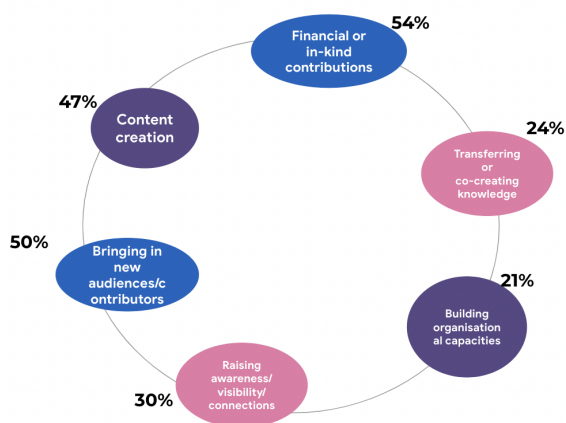 54%
Financial or
in-kind
contributions
24%
Transferring
or
co-creating
knowledge
21%
Building
organisation
al capacities
30%
Raising
awareness/
visibility/
connections
50%
Bringing in
new
audiences/c
ontributors
47%
Content
creation